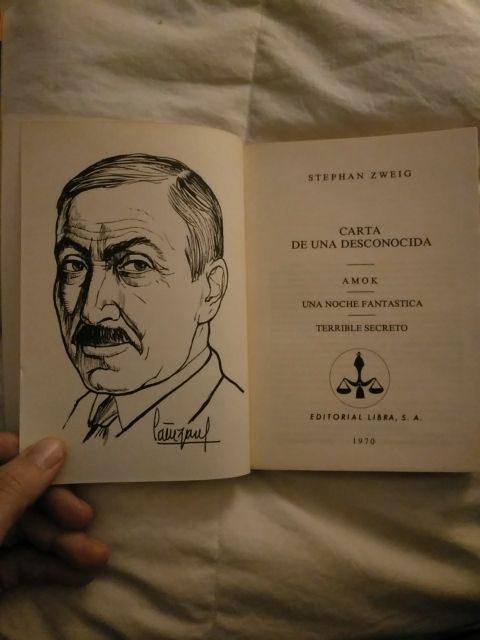 STEPHAN ZWEIG
CARTA
DE UNA DESCONOCIDA
AMOK
UNA NOCHE FANTASTICA
TERRIBLE SECRETO
EDITORIAL LIBRA, S. A.
1970